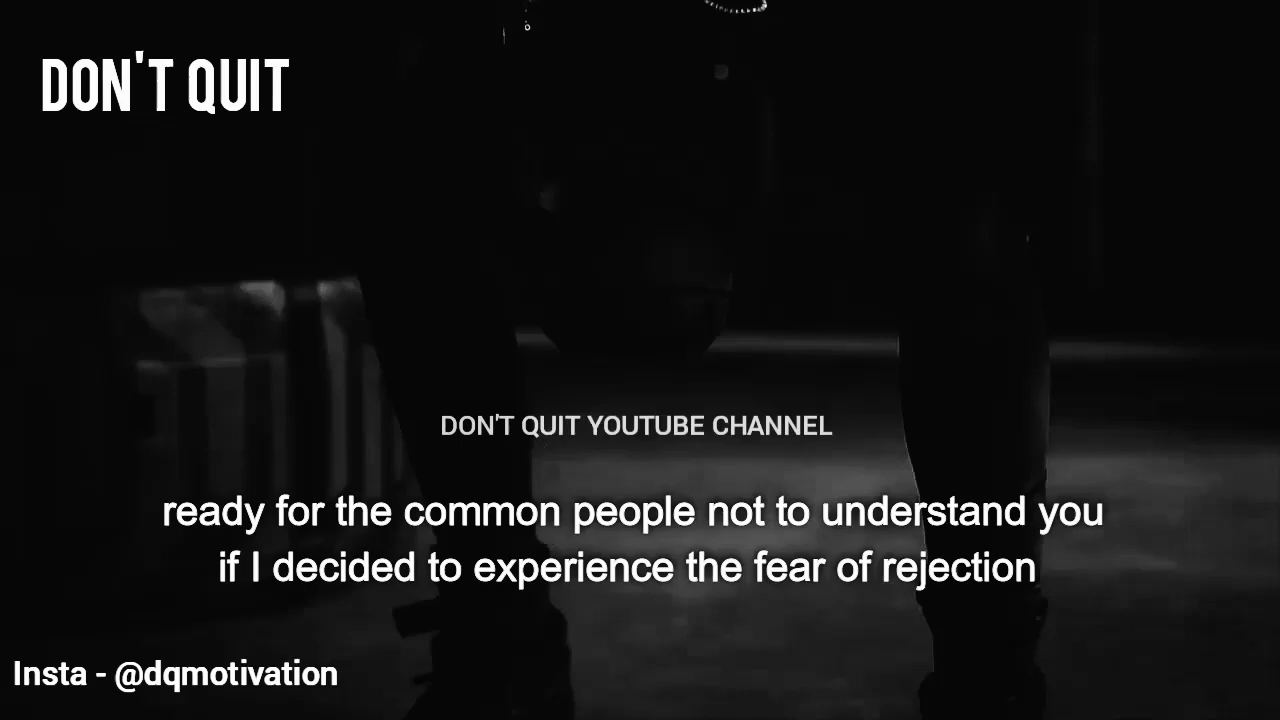 DON'T QUIT
DON'T QUIT YOUTUBE CHANNEL
ready for the common people not to understand you
if I decided to experience the fear of rejection
Insta - @dqmotivation